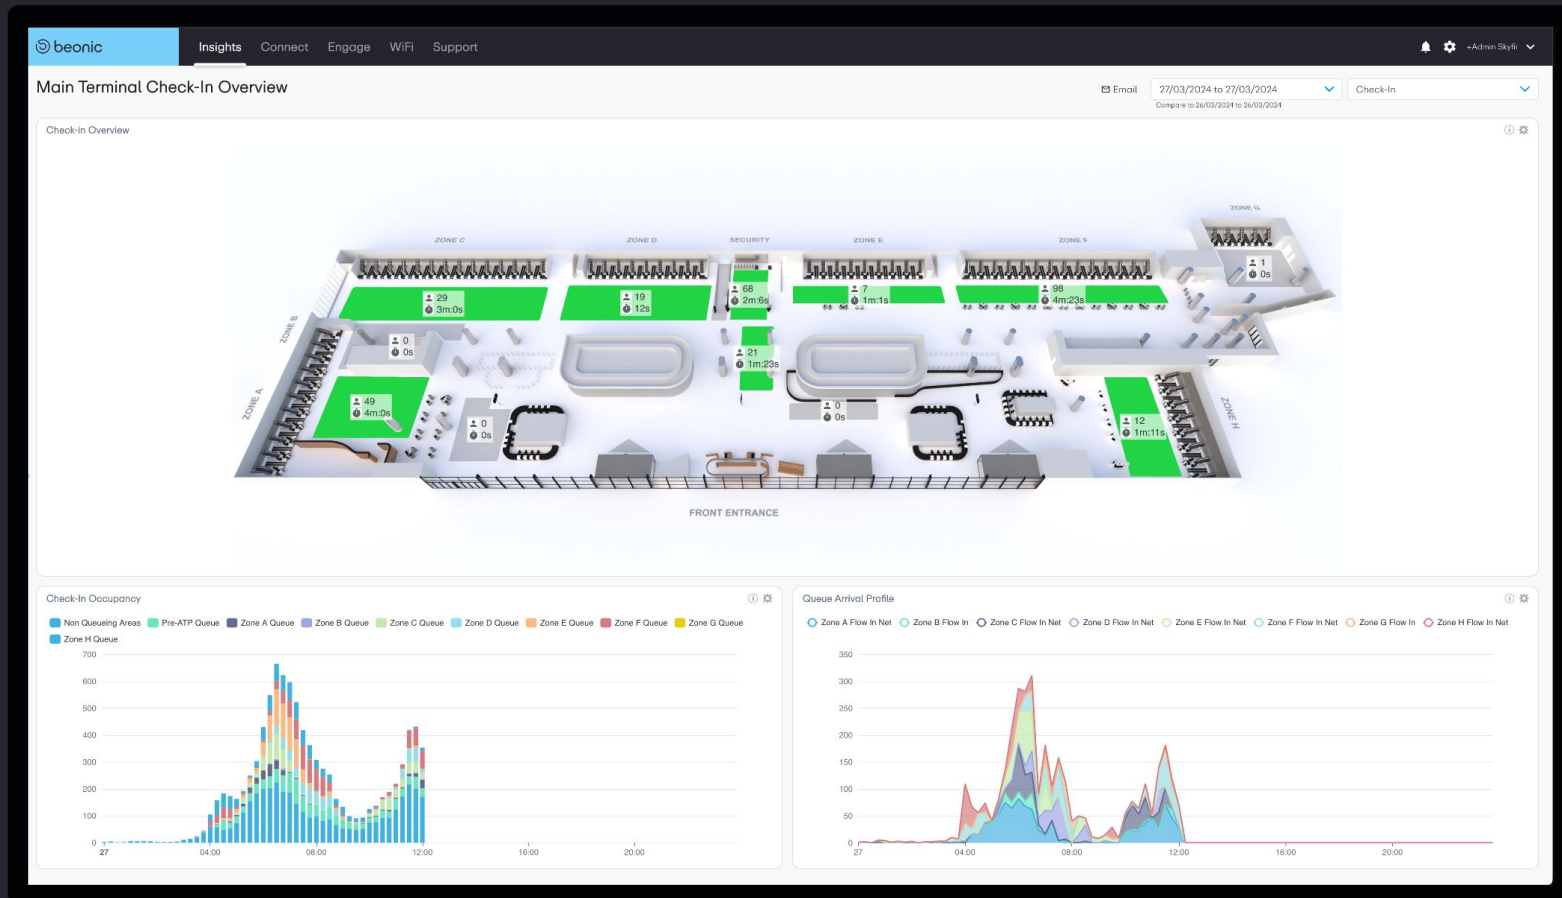 beonic
Insights Connect Engage WiFi Support
+Admin Skyfii
Main Terminal Check-In Overview
Email
27/03/2024 to 27/03/2024
Check-In
Compare to 26/03/2024 to 26/03/2024
Check-in Overview
ZONE G
ZONE C
ZONE D
SECURITY
ZONE E
ZONE F
1
0s
29
3m:0s
19
12s
68
2m:6s
7
1m:1s
98
4m:23s
ZONE B
0
0s
21
1m:23s
ZONE A
49
4m:0s
0
0s
0
0s
12
1m:11s
ZONE H
FRONT ENTRANCE
Check-In Occupancy
Non Queueing Areas Pre-ATP Queue Zone A Queue Zone B Queue Zone C Queue Zone D Queue Zone E Queue Zone F Queue Zone G Queue
Zone H Queue
700
600
500
400
300
200
100
0
27 04:00 08:00 12:00 16:00 20:00
Queue Arrival Profile
Zone A Flow In Net Zone B Flow In Zone C Flow In Net Zone D Flow In Net Zone E Flow In Net Zone F Flow In Net Zone G Flow In Zone H Flow In Net
350
300
250
200
150
100
50
0
27 04:00 08:00 12:00 16:00 20:00